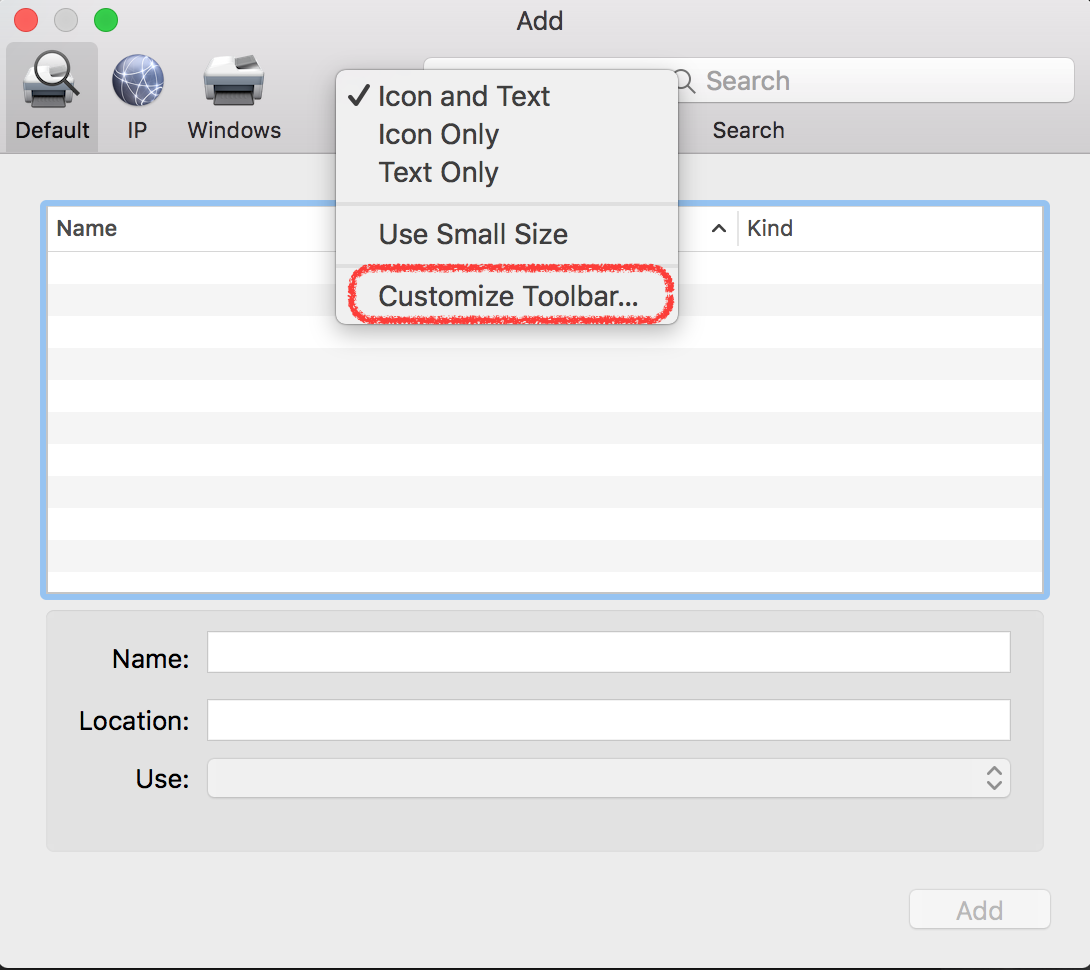 Add
Default
IP
Windows
Search
Search
✓ Icon and Text
Icon Only
Text Only
Use Small Size
Customize Toolbar...
Name
Kind
Name:
Location:
Use:
Add